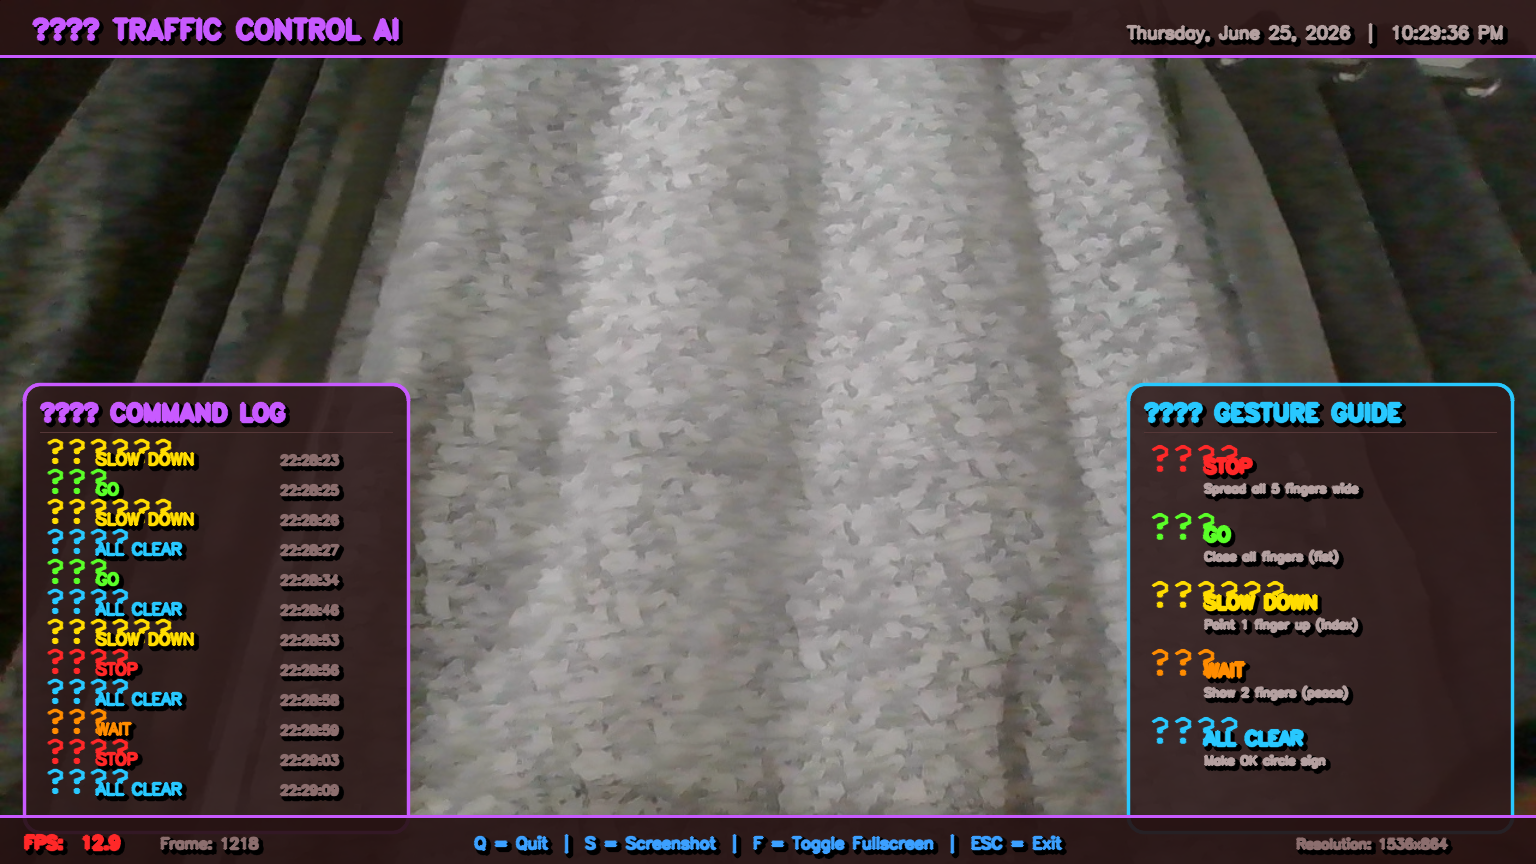 ???? TRAFFIC CONTROL AI
Thursday, June 25, 2026 | 10:29:36 PM
???? COMMAND LOG
?????? SLOW DOWN 22:28:23
??? GO 22:28:25
?????? SLOW DOWN 22:28:26
???? ALL CLEAR 22:28:27
??? GO 22:28:34
???? ALL CLEAR 22:28:46
?????? SLOW DOWN 22:28:53
???? STOP 22:28:56
???? ALL CLEAR 22:28:58
??? WAIT 22:28:59
???? STOP 22:29:03
???? ALL CLEAR 22:29:09
???? GESTURE GUIDE
???? STOP
Spread all 5 fingers wide
??? GO
Close all fingers (fist)
?????? SLOW DOWN
Point 1 finger up (index)
??? WAIT
Show 2 fingers (peace)
???? ALL CLEAR
Make OK circle sign
FPS: 12.9 Frame: 1218 Q = Quit | S = Screenshot | F = Toggle Fullscreen | ESC = Exit Resolution: 1536x864